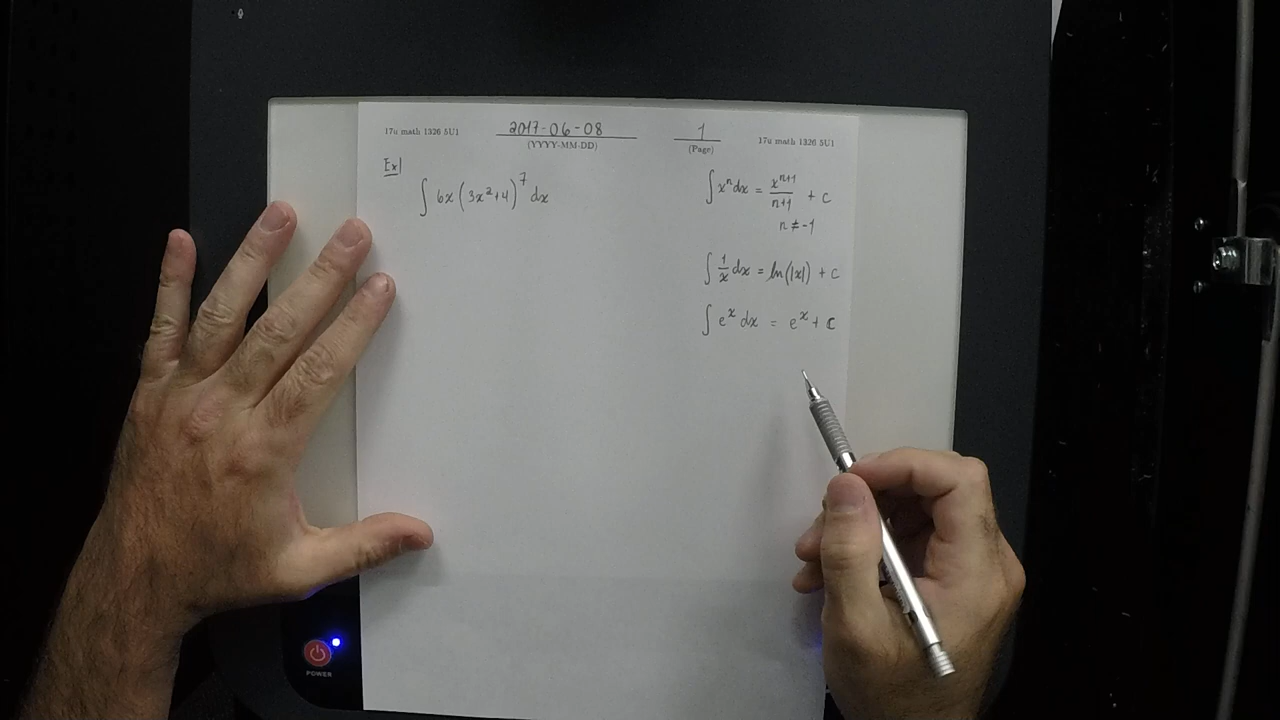 17u math 1326 5U1
2017-06-08
(YYYY-MM-DD)
1
(Page)
17u math 1326 5U1
Ex1
∫ 6x (3x²+4)⁷ dx
∫ xⁿ dx = xⁿ⁺¹/n+1 + c
n ≠ -1
∫ 1/x dx = ln(|x|) + c
∫ eˣ dx = eˣ + c
POWER